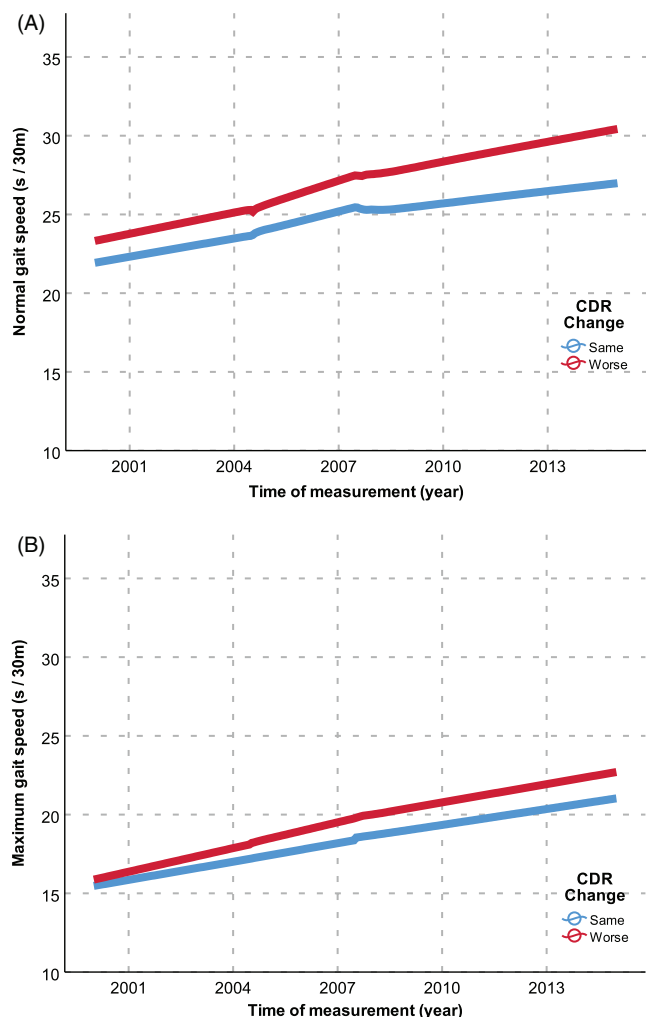 (A)
35
30
25
20
15
10
Normal gait speed (s / 30m)
CDR
Change
Same
Worse
2001 2004 2007 2010 2013
Time of measurement (year)
(B)
35
30
25
20
15
10
Maximum gait speed (s / 30m)
CDR
Change
Same
Worse
2001 2004 2007 2010 2013
Time of measurement (year)